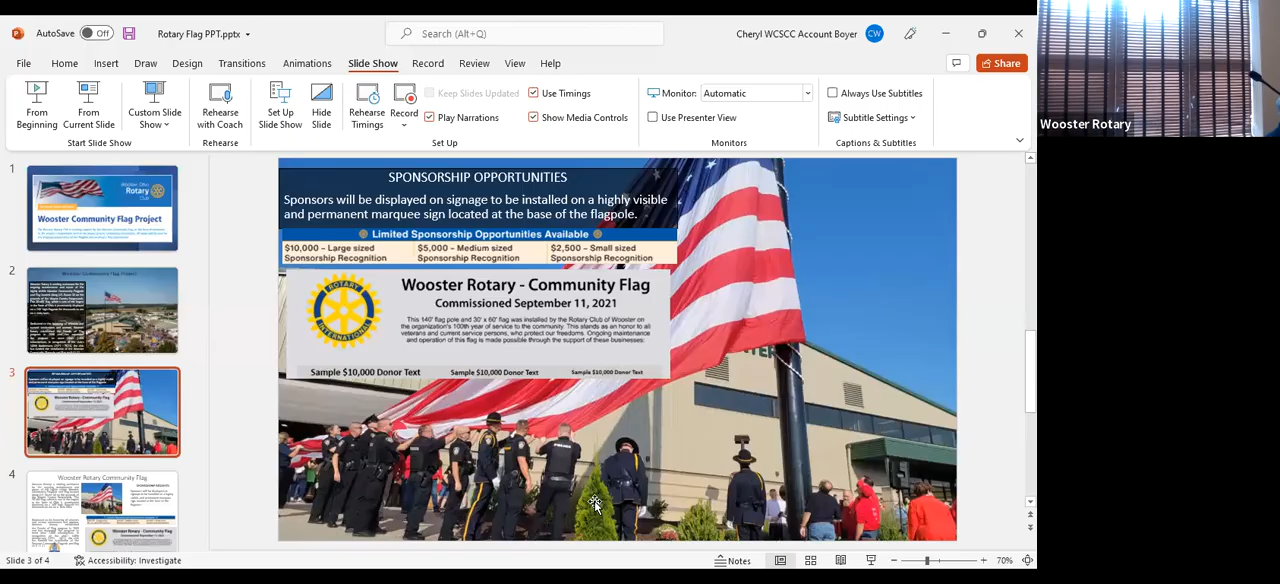 AutoSave Off Rotary Flag PPT.pptx Search (Alt+Q) Cheryl WCSCC Account Boyer CW
File Home Insert Draw Design Transitions Animations Slide Show Record Review View Help Share
From Beginning
From Current Slide
Custom Slide Show
Rehearse with Coach
Set Up Slide Show
Hide Slide
Rehearse Timings
Record
Keep Slides Updated
Play Narrations
Use Timings
Show Media Controls
Monitor: Automatic
Use Presenter View
Always Use Subtitles
Subtitle Settings
Start Slide Show Rehearse Set Up Monitors Captions & Subtitles
Wooster Rotary
1
Rotary
Wooster Community Flag Project
2
Wooster Community Flag Project
3
4
Wooster Rotary Community Flag
SPONSORSHIP OPPORTUNITIES
Sponsors will be displayed on signage to be installed on a highly visible
and permanent marquee sign located at the base of the flagpole.
Limited Sponsorship Opportunities Available
$10,000 – Large sized
Sponsorship Recognition
$5,000 – Medium sized
Sponsorship Recognition
$2,500 – Small sized
Sponsorship Recognition
ROTARY
INTERNATIONAL
Wooster Rotary - Community Flag
Commissioned September 11, 2021
This 140' flag pole and 30' x 60' flag was installed by the Rotary Club of Wooster on
the organization's 100th year of service to the community. This stands as an honor to all
veterans and current service persons, who protect our freedoms. Ongoing maintenance
and operation of this flag is made possible through the support of these businesses:
Sample $10,000 Donor Text Sample $10,000 Donor Text Sample $10,000 Donor Text
Slide 3 of 4 Accessibility: Investigate Notes 70%